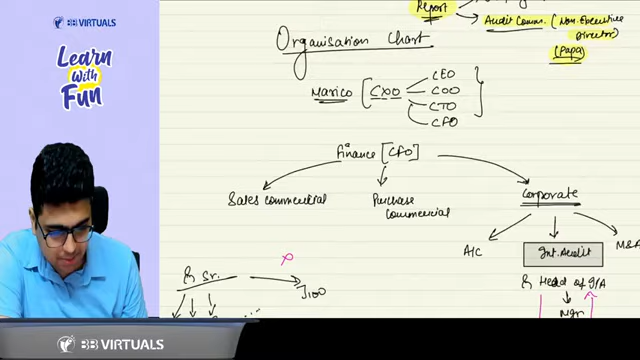 BB VIRTUALS
Learn
With
Fun
Report
Audit Comm. (Non-Executive
Director)
(Papa)
Organisation Chart
Marico [CXO
CEO
COO
CTO
CFO
Finance [CFO]
Sales Commercial
Purchase
Commercial
Corporate
A/C
Int. Audit
M&A
Sr.
100
Head of I/A
Mgr
BB VIRTUALS